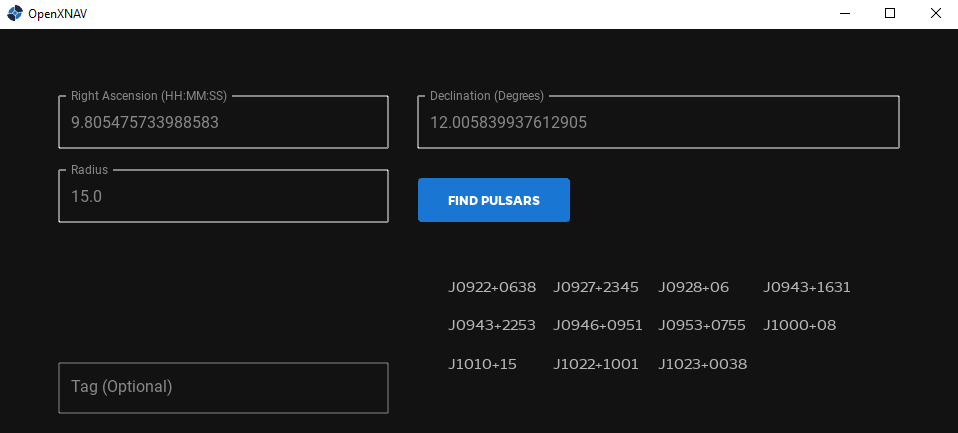 OpenXNAV
Right Ascension (HH:MM:SS)
9.805475733988583
Declination (Degrees)
12.005839937612905
Radius
15.0
FIND PULSARS
J0922+0638 J0927+2345 J0928+06 J0943+1631
J0943+2253 J0946+0951 J0953+0755 J1000+08
J1010+15 J1022+1001 J1023+0038
Tag (Optional)